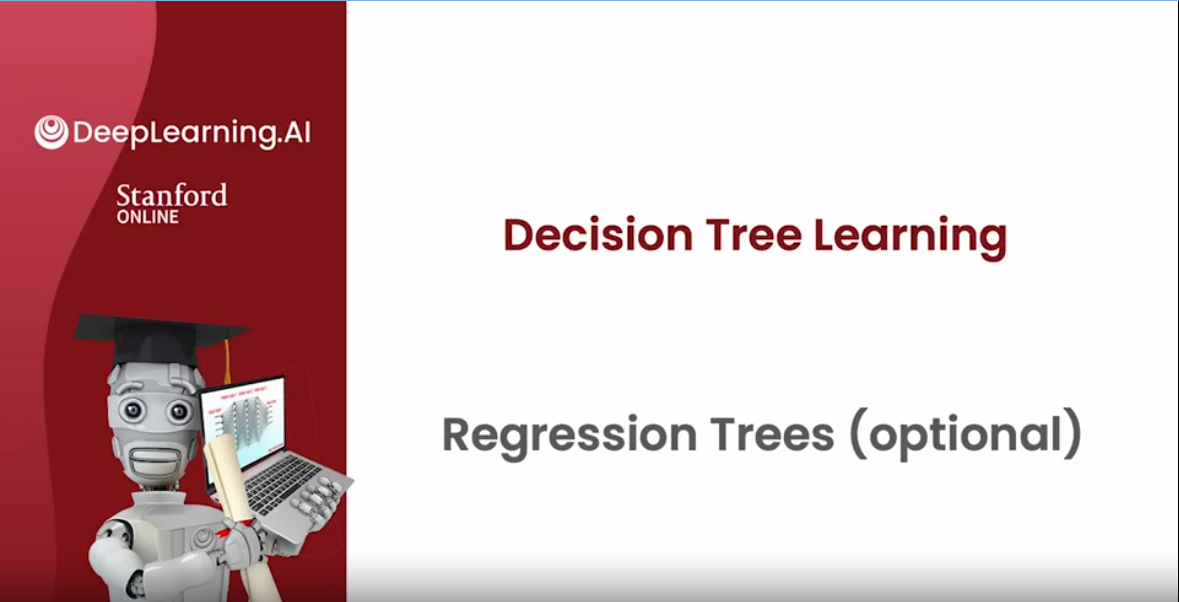 DeepLearning.AI
Stanford
ONLINE
Decision Tree Learning
Regression Trees (optional)